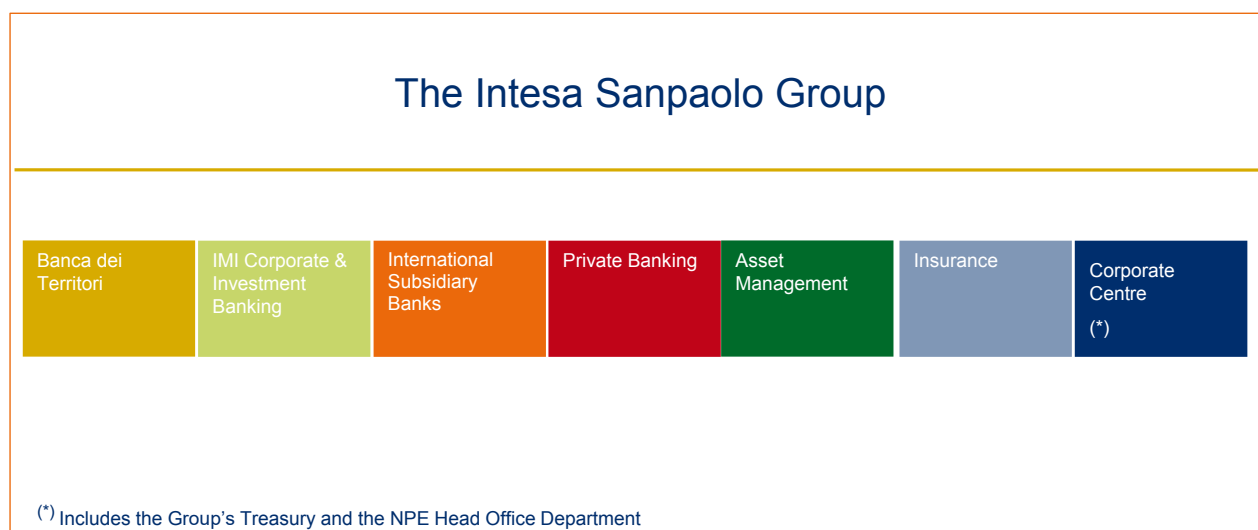 The Intesa Sanpaolo Group
Banca dei
Territori
IMI Corporate &
Investment
Banking
International
Subsidiary
Banks
Private Banking
Asset
Management
Insurance
Corporate
Centre
(*)
(*) Includes the Group's Treasury and the NPE Head Office Department